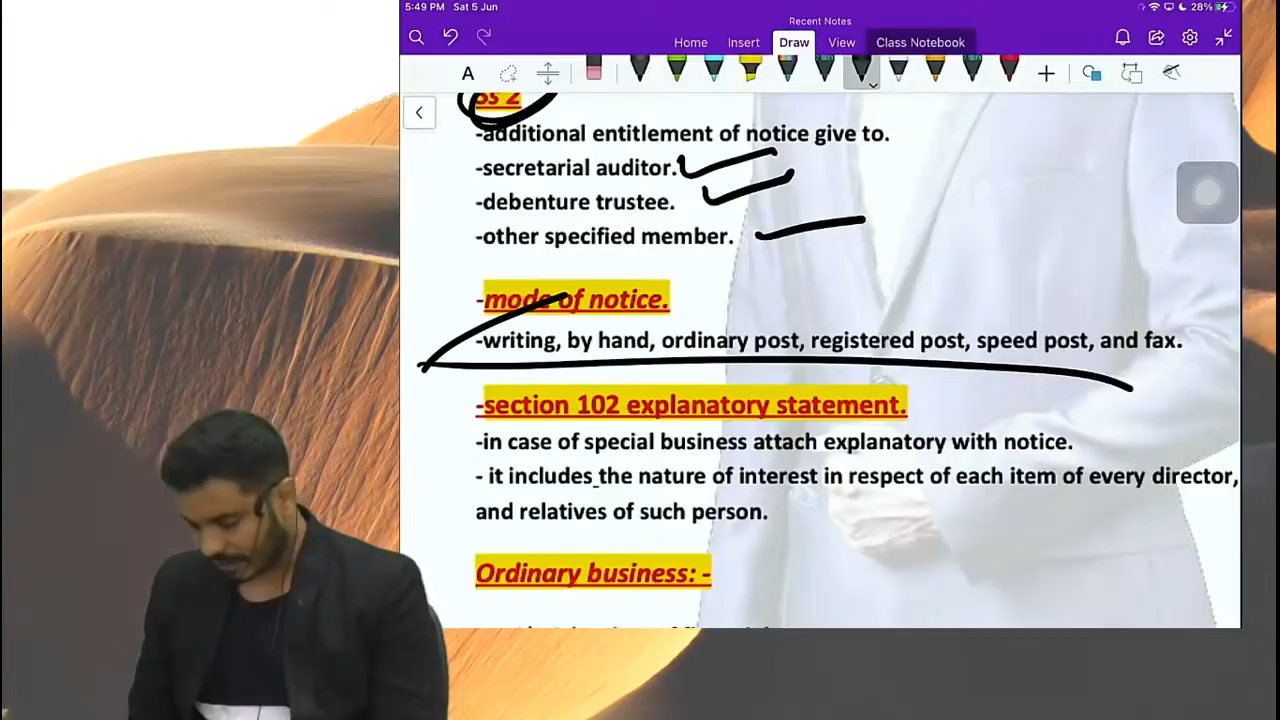 5:49 PM Sat 5 Jun
28%
Recent Notes
Home Insert Draw View Class Notebook
A
SS 2
-additional entitlement of notice give to.
-secretarial auditor.
-debenture trustee.
-other specified member.
-mode of notice.
-writing, by hand, ordinary post, registered post, speed post, and fax.
-section 102 explanatory statement.
-in case of special business attach explanatory with notice.
- it includes the nature of interest in respect of each item of every director,
and relatives of such person.
Ordinary business: -